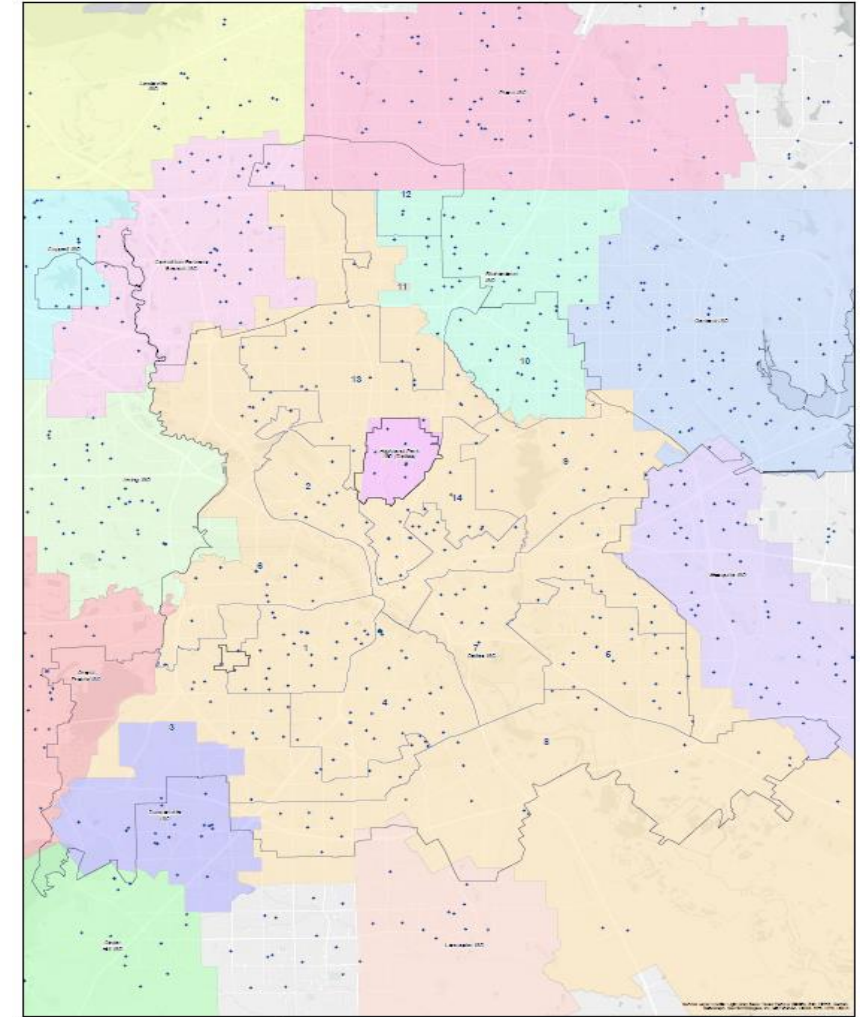 Lewisville
ISD
Plano ISD
12
Coppell ISD
Carrollton-Farmers
Branch ISD
Richardson
ISD
11
Garland ISD
10
13
Highland Park
ISD (Dallas)
9
2
14
Irving ISD
Mesquite ISD
6
1
7
Dallas ISD
5
Grand
Prairie ISD
4
3
8
Duncanville
ISD
Cedar
Hill ISD
Lancaster ISD